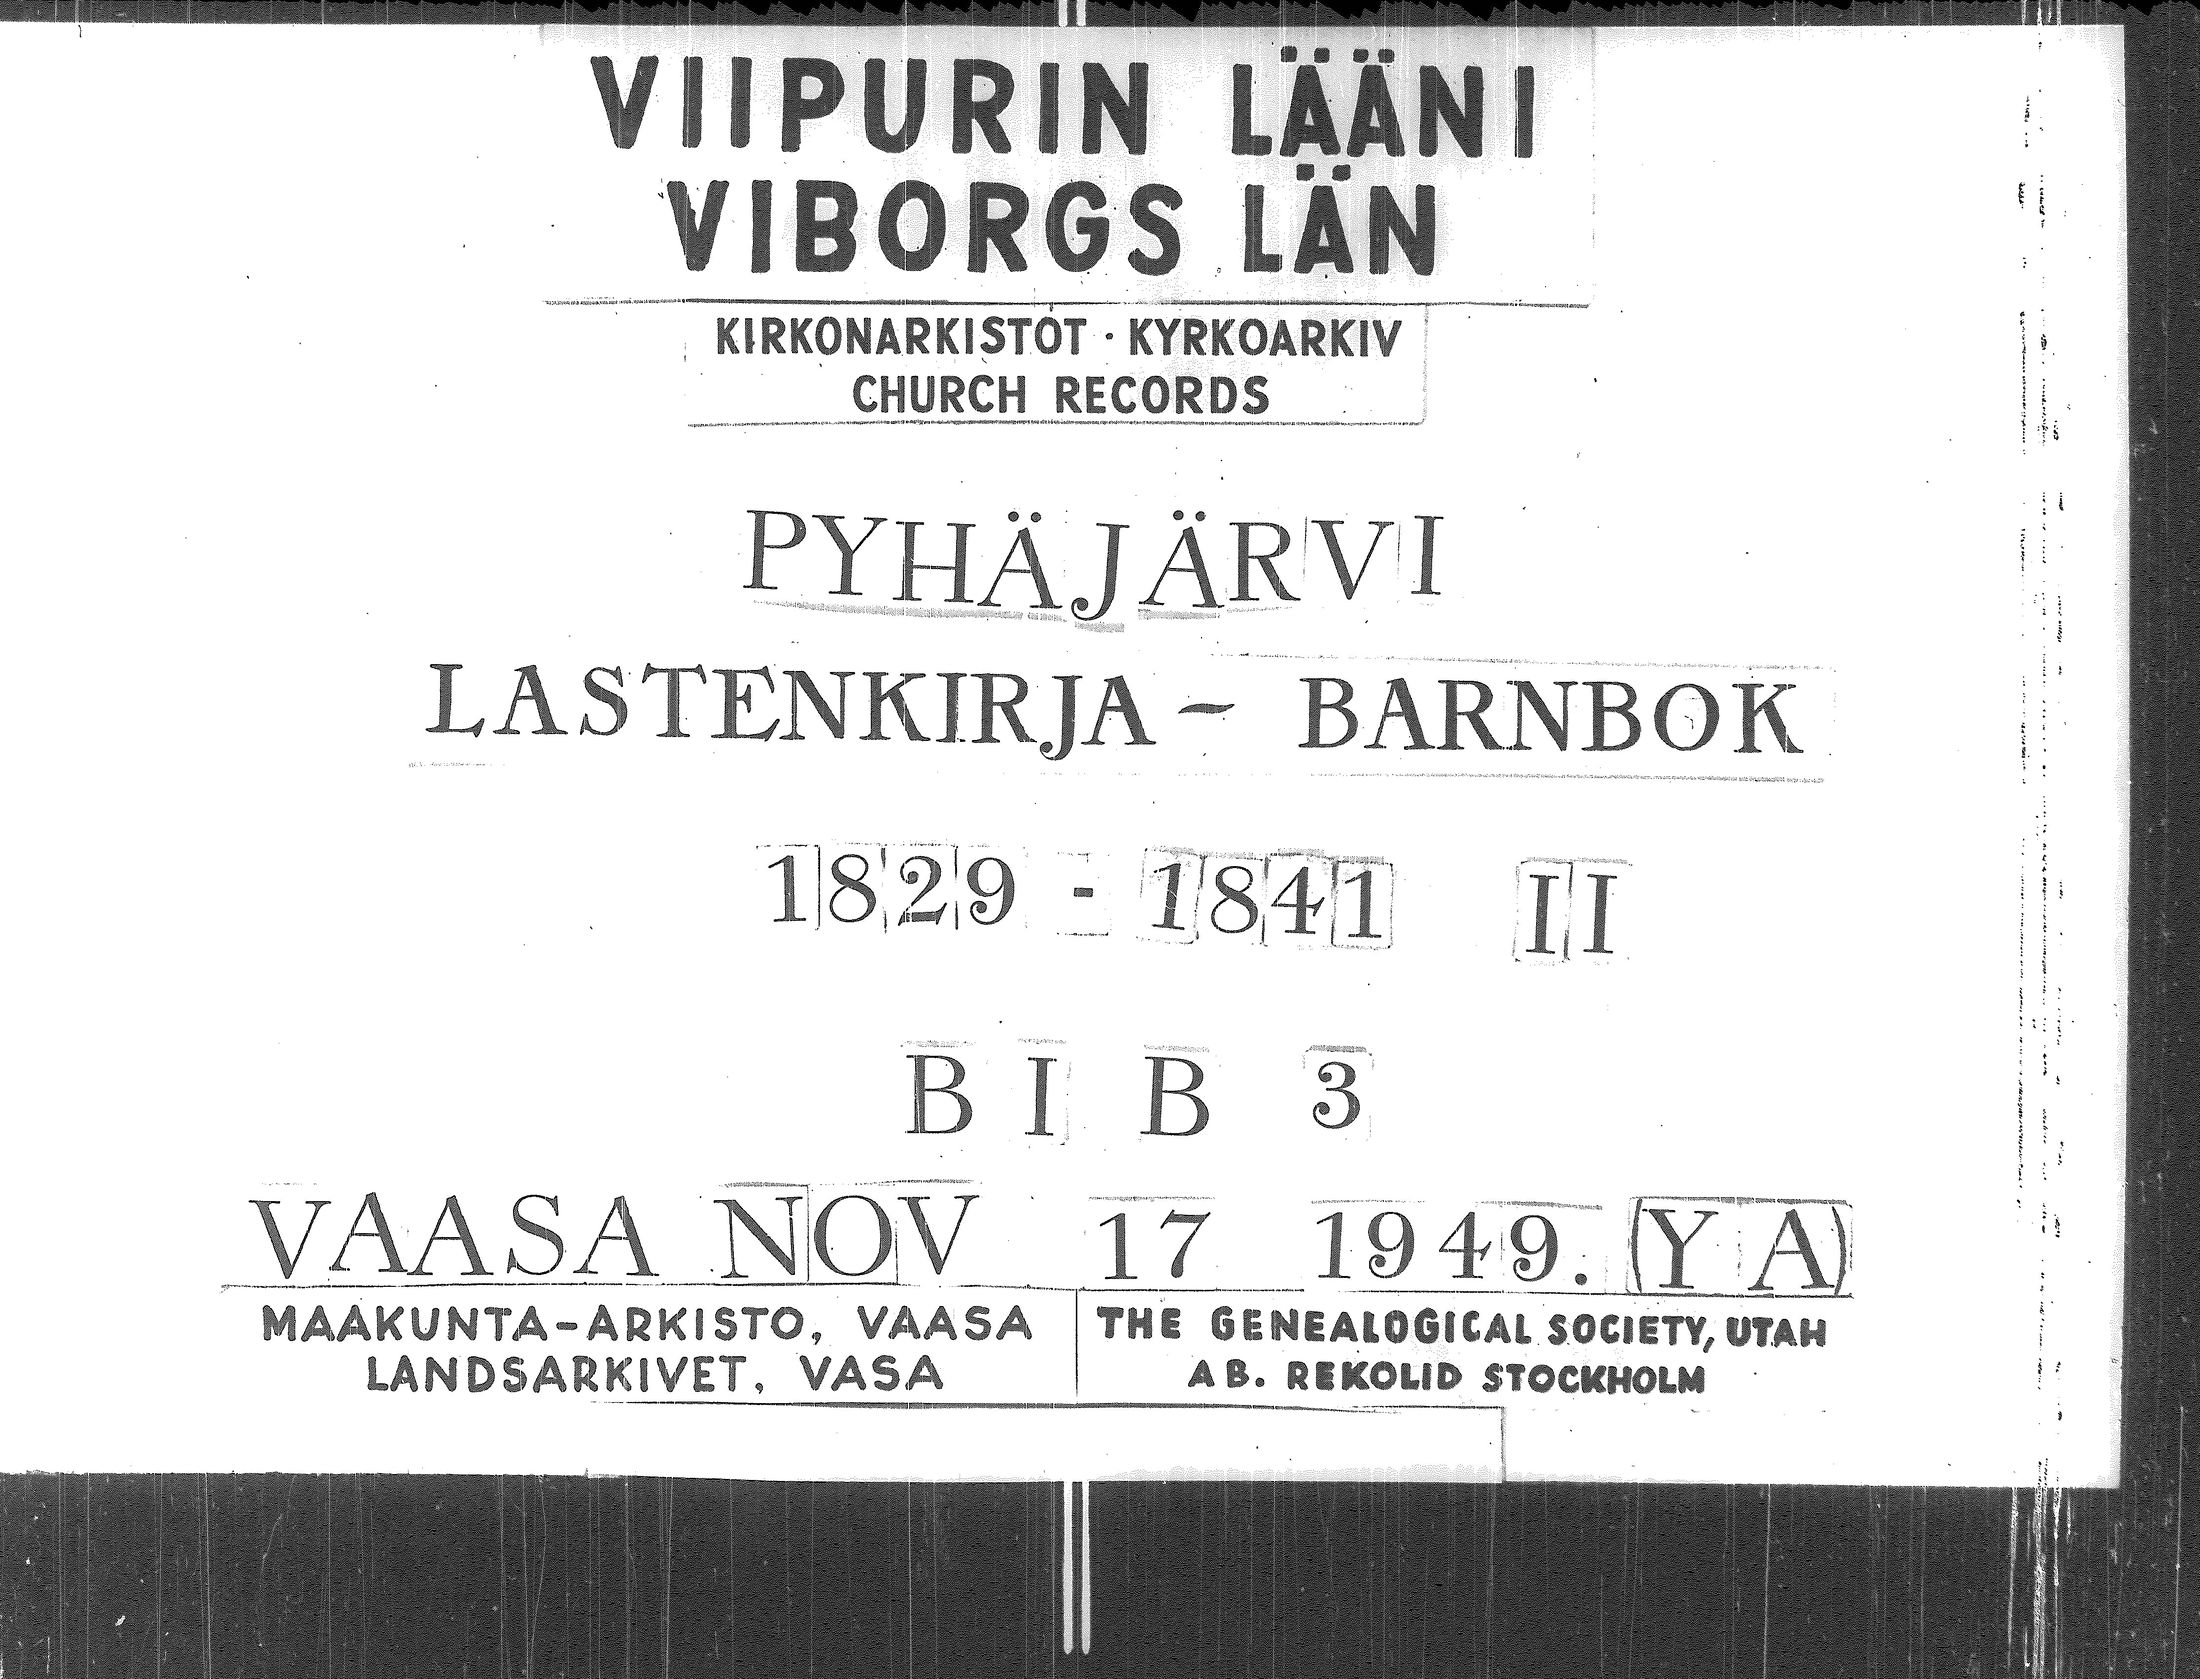 VIIPURIN LÄÄNI
VIBORGS LÄN
KIRKONARKISTOT · KYRKOARKIV
CHURCH RECORDS
PYHÄJÄRVI
LASTENKIRJA - BARNBOK
1829 - 1841 II
B I B 3
VAASA NOV 17 1949. (Y A)
MAAKUNTA-ARKISTO, VAASA
LANDSARKIVET, VASA
THE GENEALOGICAL SOCIETY, UTAH
AB. REKOLID STOCKHOLM